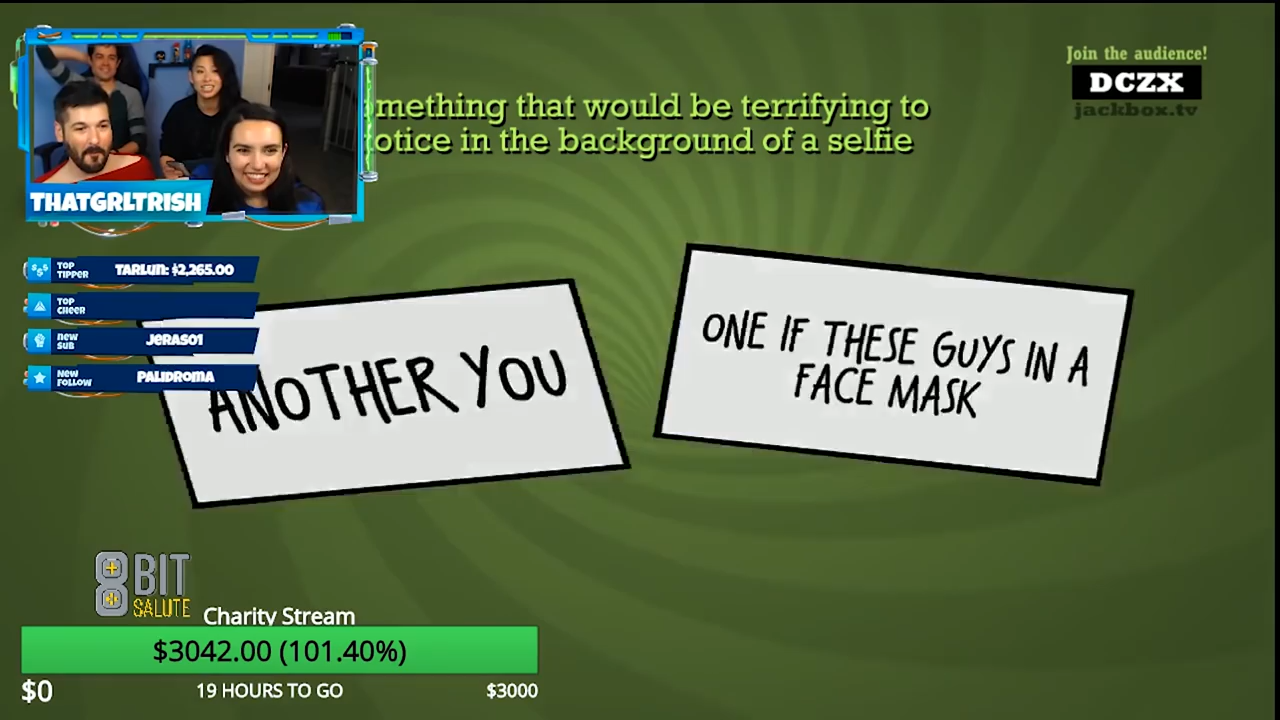 Join the audience!
DCZX
jackbox.tv
omething that would be terrifying to
otice in the background of a selfie
THATGRLTRISH
$$$ TOP TIPPER TARLUN: $2,265.00
TOP CHEER
NEW SUB JERAS01
NEW FOLLOW PALIDROMA
ANOTHER YOU
ONE IF THESE GUYS IN A
FACE MASK
8 BIT
SALUTE
Charity Stream
$3042.00 (101.40%)
$0 19 HOURS TO GO $3000